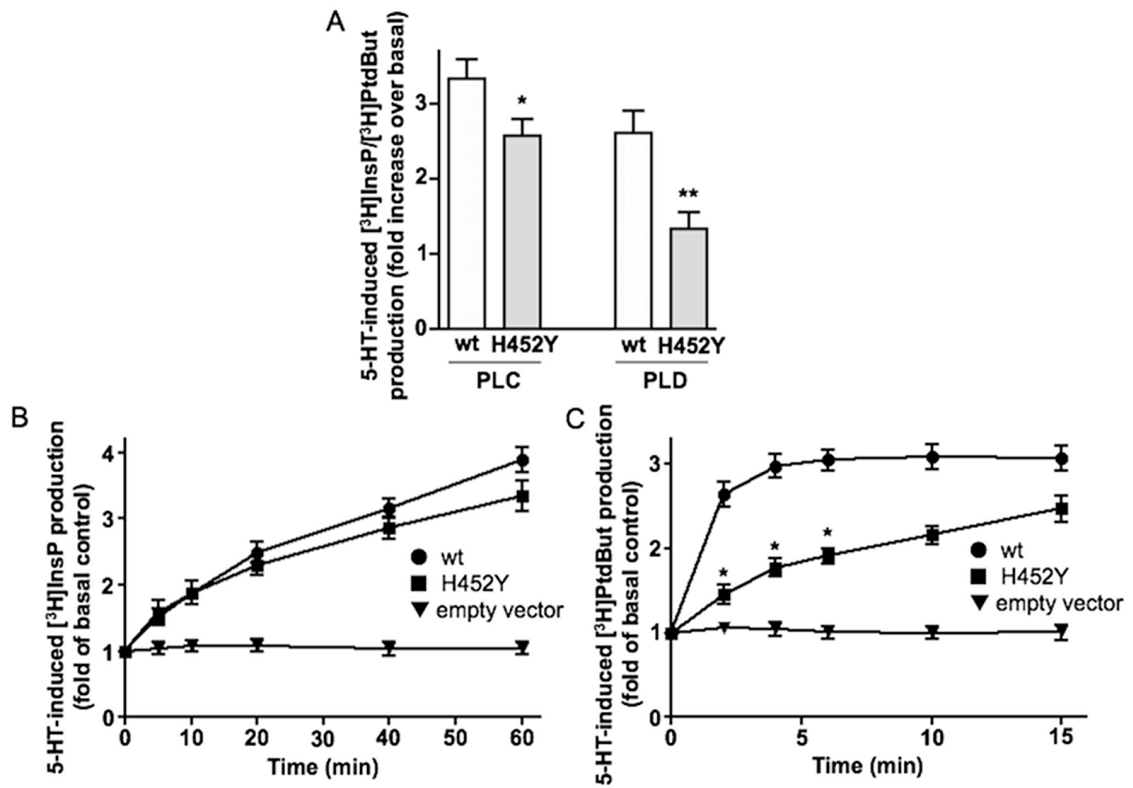 A
5-HT-induced [³H]InsP/[³H]PtdBut
production (fold increase over basal)
3
2
1
0
*
**
wt H452Y
wt H452Y
PLC
PLD
B
5-HT-induced [³H]InsP production
(fold of basal control)
4
3
2
1
0
wt
H452Y
empty vector
0 10 20 30 40 50 60
Time (min)
C
5-HT-induced [³H]PtdBut production
(fold of basal control)
3
2
1
0
*
*
*
wt
H452Y
empty vector
0 5 10 15
Time (min)